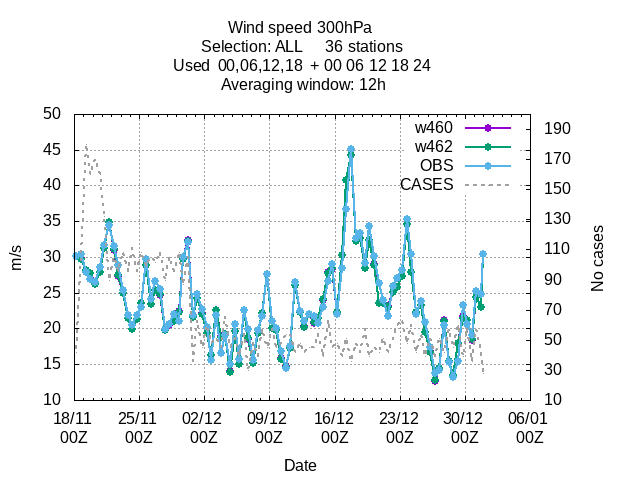 Wind speed 300hPa
Selection: ALL 36 stations
Used 00,06,12,18 + 00 06 12 18 24
Averaging window: 12h
50
45
40
35
30
25
20
15
10
m/s
190
170
150
130
110
90
70
50
30
10
No cases
w460
w462
OBS
CASES
18/11 25/11 02/12 09/12 16/12 23/12 30/12 06/01
00Z 00Z 00Z 00Z 00Z 00Z 00Z 00Z
Date